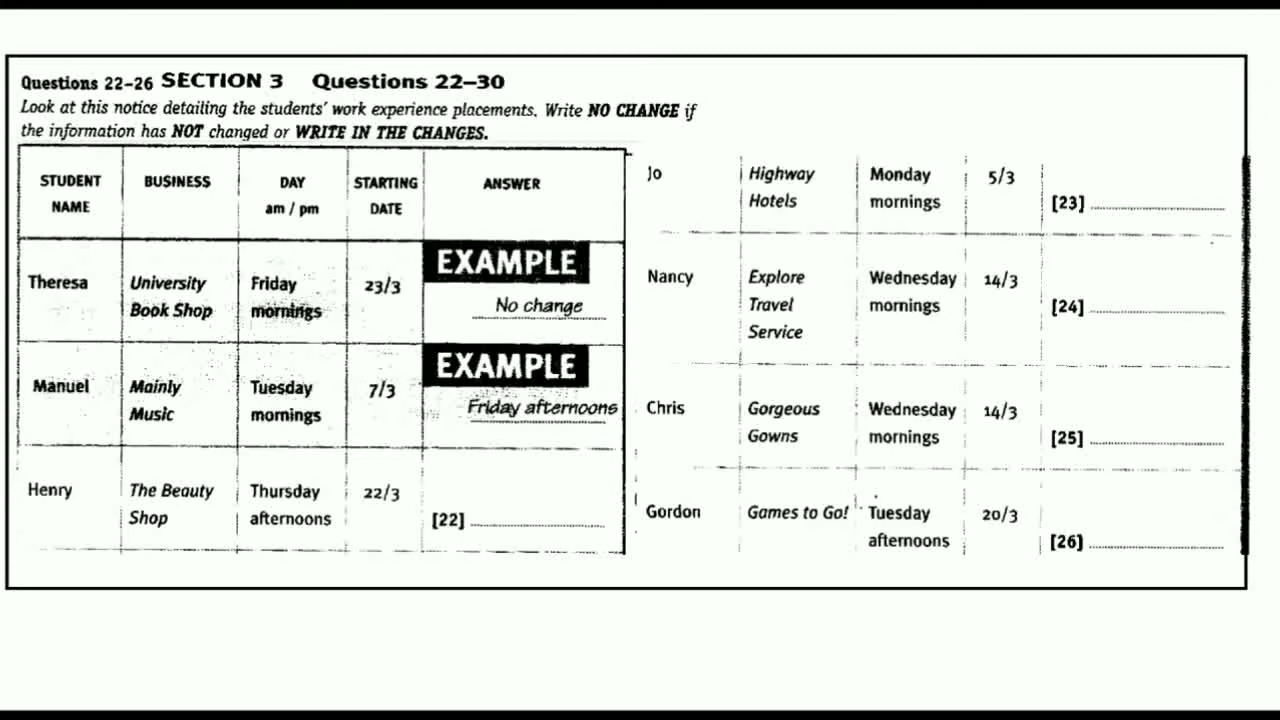 Questions 22–26 SECTION 3 Questions 22–30
Look at this notice detailing the students' work experience placements. Write NO CHANGE if
the information has NOT changed or WRITE IN THE CHANGES.
STUDENT NAME
BUSINESS
DAY am / pm
STARTING DATE
ANSWER
Theresa
University
Book Shop
Friday
mornings
23/3
EXAMPLE
No change
Manuel
Mainly
Music
Tuesday
mornings
7/3
EXAMPLE
Friday afternoons
Henry
The Beauty
Shop
Thursday
afternoons
22/3
[22]
Jo
Highway
Hotels
Monday
mornings
5/3
[23]
Nancy
Explore
Travel
Service
Wednesday
mornings
14/3
[24]
Chris
Gorgeous
Gowns
Wednesday
mornings
14/3
[25]
Gordon
Games to Go!
Tuesday
afternoons
20/3
[26]